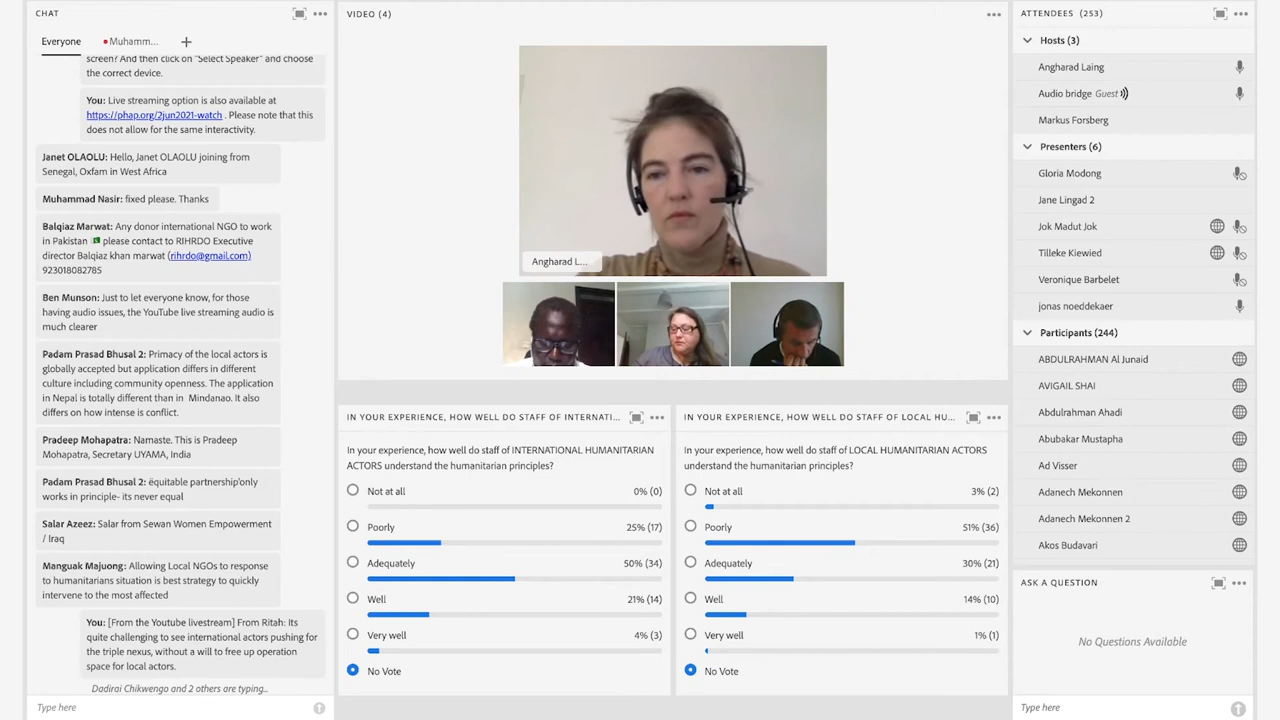 CHAT
Everyone
Muhamm...
screen? And then click on "Select Speaker" and choose
the correct device.
You: Live streaming option is also available at
https://phap.org/2jun2021-watch . Please note that this
does not allow for the same interactivity.
Janet OLAOLU: Hello, Janet OLAOLU joining from
Senegal, Oxfam in West Africa
Muhammad Nasir: fixed please. Thanks
Balqiaz Marwat: Any donor international NGO to work
in Pakistan 🇵🇰 please contact to RIHRDO Executive
director Balqiaz khan marwat (rihrdo@gmail.com)
923018082785
Ben Munson: Just to let everyone know, for those
having audio issues, the YouTube live streaming audio is
much clearer
Padam Prasad Bhusal 2: Primacy of the local actors is
globally accepted but application differs in different
culture including community openness. The application
in Nepal is totally different than in Mindanao. It also
differs on how intense is conflict.
Pradeep Mohapatra: Namaste. This is Pradeep
Mohapatra, Secretary UYAMA, India
Padam Prasad Bhusal 2: ëquitable partnership'only
works in principle- its never equal
Salar Azeez: Salar from Sewan Women Empowerment
/ Iraq
Manguak Majuong: Allowing Local NGOs to response
to humanitarians situation is best strategy to quickly
intervene to the most affected
You: [From the Youtube livestream] From Ritah: Its
quite challenging to see international actors pushing for
the triple nexus, without a will to free up operation
space for local actors.
Dadirai Chikwengo and 2 others are typing...
Type here
VIDEO (4)
Angharad L...
IN YOUR EXPERIENCE, HOW WELL DO STAFF OF INTERNATI...
In your experience, how well do staff of INTERNATIONAL HUMANITARIAN
ACTORS understand the humanitarian principles?
Not at all 0% (0)
Poorly 25% (17)
Adequately 50% (34)
Well 21% (14)
Very well 4% (3)
No Vote
IN YOUR EXPERIENCE, HOW WELL DO STAFF OF LOCAL HU...
In your experience, how well do staff of LOCAL HUMANITARIAN ACTORS
understand the humanitarian principles?
Not at all 3% (2)
Poorly 51% (36)
Adequately 30% (21)
Well 14% (10)
Very well 1% (1)
No Vote
ATTENDEES (253)
Hosts (3)
Angharad Laing
Audio bridge Guest
Markus Forsberg
Presenters (6)
Gloria Modong
Jane Lingad 2
Jok Madut Jok
Tilleke Kiewied
Veronique Barbelet
jonas noeddekaer
Participants (244)
ABDULRAHMAN Al Junaid
AVIGAIL SHAI
Abdulrahman Ahadi
Abubakar Mustapha
Ad Visser
Adanech Mekonnen
Adanech Mekonnen 2
Akos Budavari
ASK A QUESTION
No Questions Available
Type here